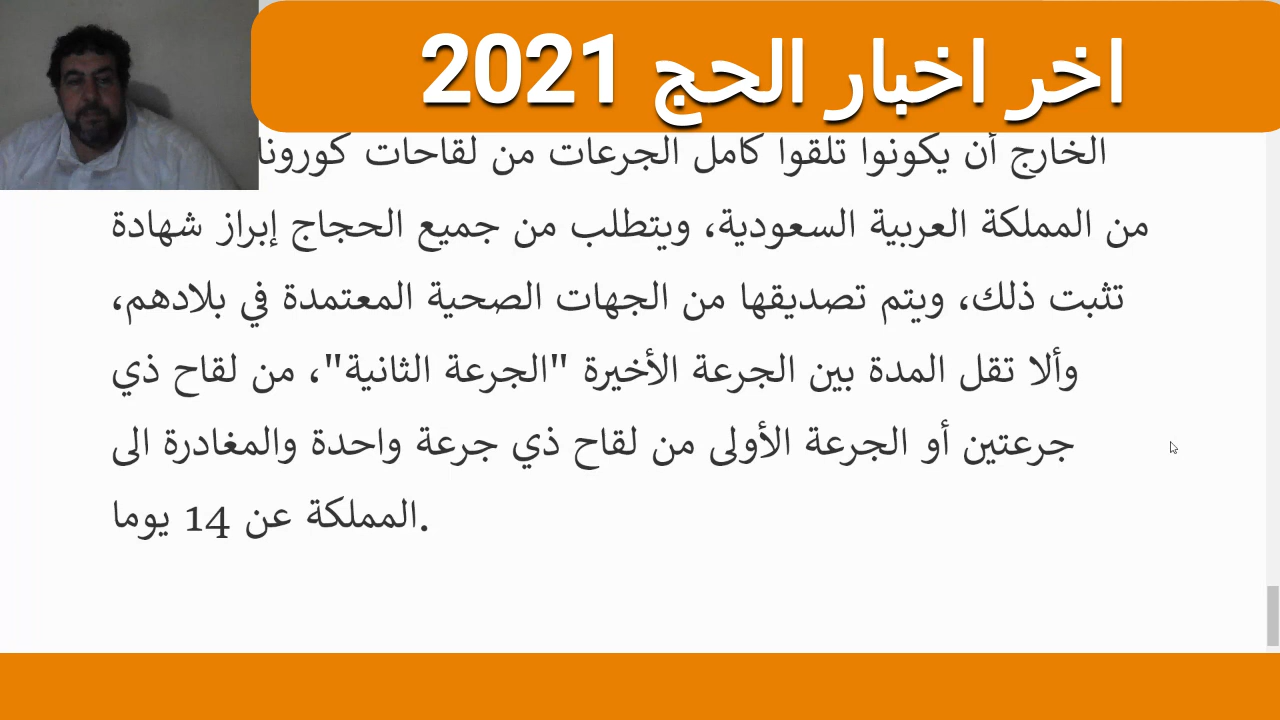 اخر اخبار الحج 2021
الخارج أن يكونوا تلقوا كامل الجرعات من لقاحات كورونا
من المملكة العربية السعودية، ويتطلب من جميع الحجاج إبراز شهادة
تثبت ذلك، ويتم تصديقها من الجهات الصحية المعتمدة في بلادهم،
وألا تقل المدة بين الجرعة الأخيرة "الجرعة الثانية"، من لقاح ذي
جرعتين أو الجرعة الأولى من لقاح ذي جرعة واحدة والمغادرة الى
المملكة عن 14 يوما.